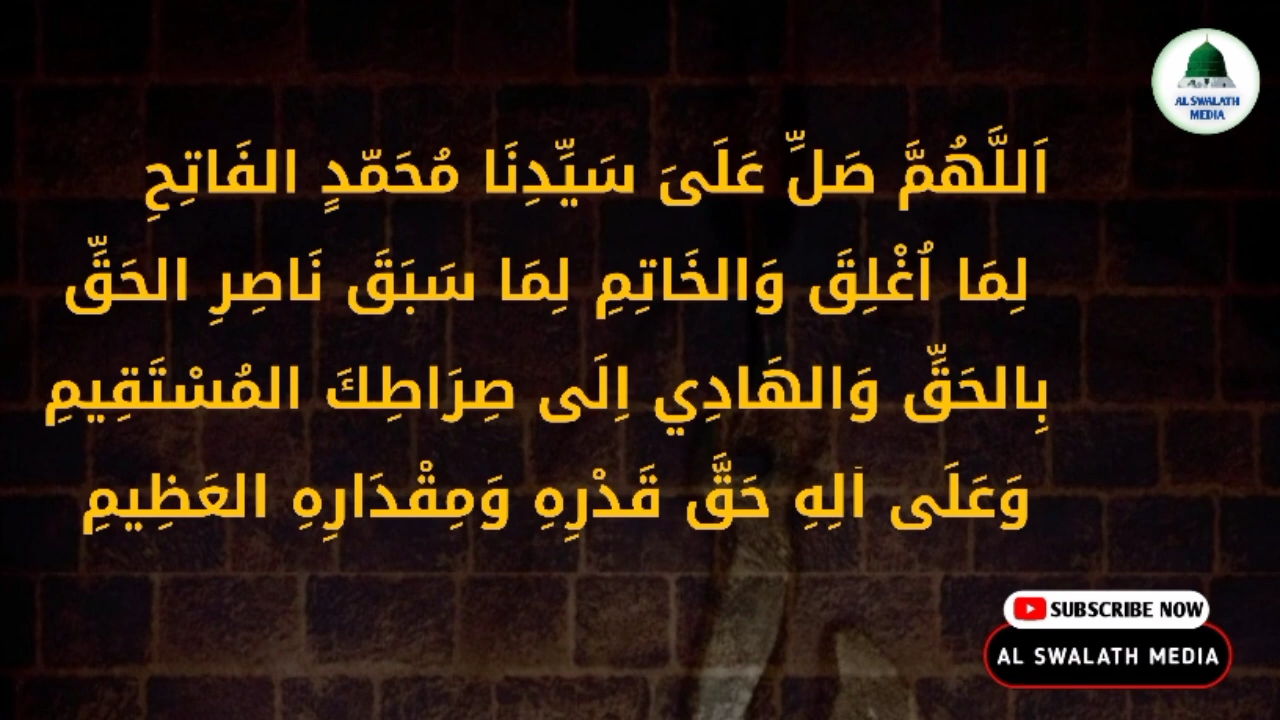 AL SWALATH
MEDIA
اَللَّهُمَّ صَلِّ عَلَىَ سَيِّدِنَا مُحَمّدٍ الفَاتِحِ
لِمَا اُغْلِقَ وَالخَاتِمِ لِمَا سَبَقَ نَاصِرِ الحَقِّ
بِالحَقِّ وَالهَادِي اِلَى صِرَاطِكَ المُسْتَقِيمِ
وَعَلَى اَلِهِ حَقَّ قَدْرِهِ وَمِقْدَارِهِ العَظِيمِ
SUBSCRIBE NOW
AL SWALATH MEDIA